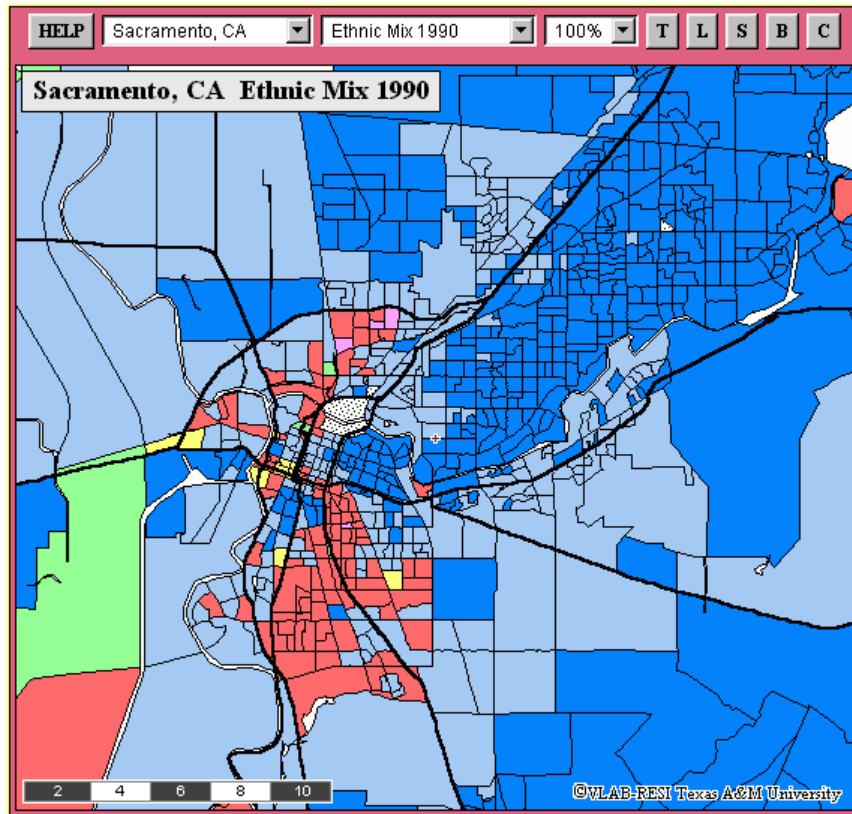 HELP Sacramento, CA Ethnic Mix 1990 100% T L S B C
Sacramento, CA Ethnic Mix 1990
2 4 6 8 10
©VLAB-RESI Texas A&M University